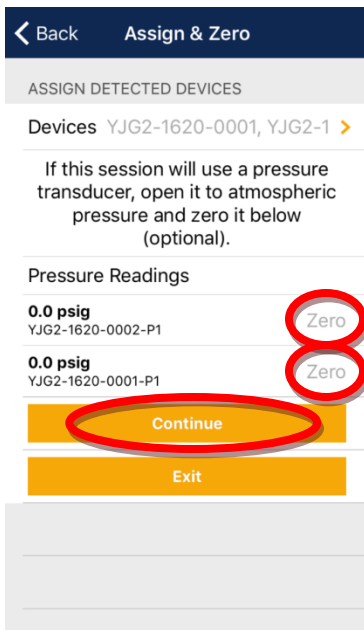 Back Assign & Zero
ASSIGN DETECTED DEVICES
Devices YJG2-1620-0001, YJG2-1
If this session will use a pressure
transducer, open it to atmospheric
pressure and zero it below
(optional).
Pressure Readings
0.0 psig Zero
YJG2-1620-0002-P1
0.0 psig Zero
YJG2-1620-0001-P1
Continue
Exit